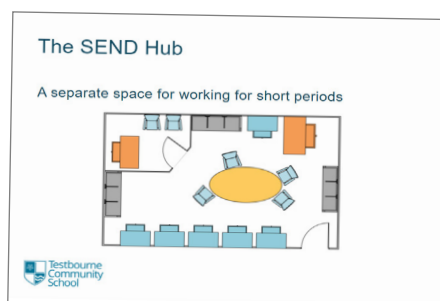 The SEND Hub
A separate space for working for short periods
Testbourne
Community
School